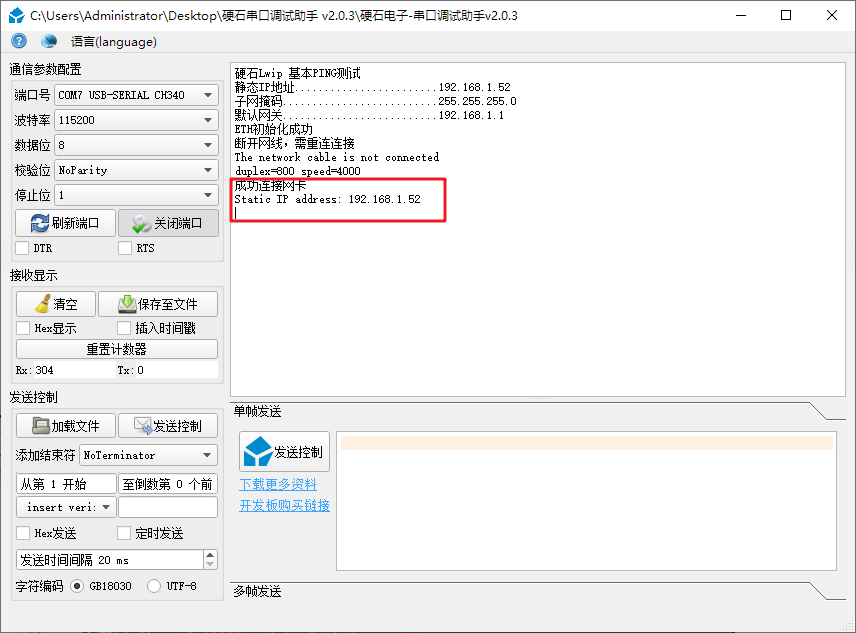 C:\Users\Administrator\Desktop\硬石串口调试助手 v2.0.3\硬石电子-串口调试助手v2.0.3
语言(language)
通信参数配置
端口号 COM7 USB-SERIAL CH340
波特率 115200
数据位 8
校验位 NoParity
停止位 1
刷新端口 关闭端口
DTR RTS
接收显示
清空 保存至文件
Hex显示 插入时间戳
重置计数器
Rx: 304 Tx: 0
发送控制
加载文件 发送控制
添加结束符 NoTerminator
从第 1 开始 至倒数第 0 个前
insert veri:
Hex发送 定时发送
发送时间间隔 20 ms
字符编码 GB18030 UTF-8
硬石Lwip 基本PING测试
静态IP地址........................192.168.1.52
子网掩码..........................255.255.255.0
默认网关..........................192.168.1.1
ETH初始化成功
断开网线，需重连连接
The network cable is not connected
duplex=800 speed=4000
成功连接网卡
Static IP address: 192.168.1.52
单帧发送
发送控制
下载更多资料
开发板购买链接
多帧发送